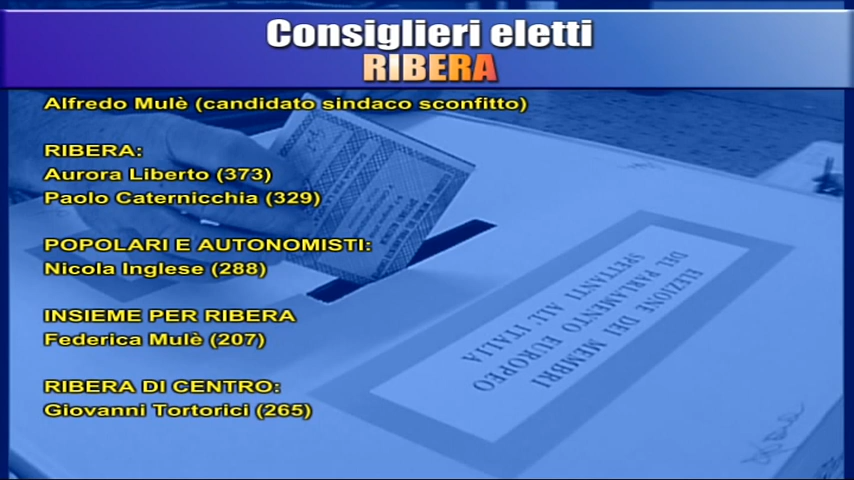 Consiglieri eletti
RIBERA
Alfredo Mulè (candidato sindaco sconfitto)
RIBERA:
Aurora Liberto (373)
Paolo Caternicchia (329)
POPOLARI E AUTONOMISTI:
Nicola Inglese (288)
INSIEME PER RIBERA
Federica Mulè (207)
RIBERA DI CENTRO:
Giovanni Tortorici (265)
ELEZIONE DEI MEMBRI
DEL PARLAMENTO EUROPEO
SPETTANTI ALL'ITALIA